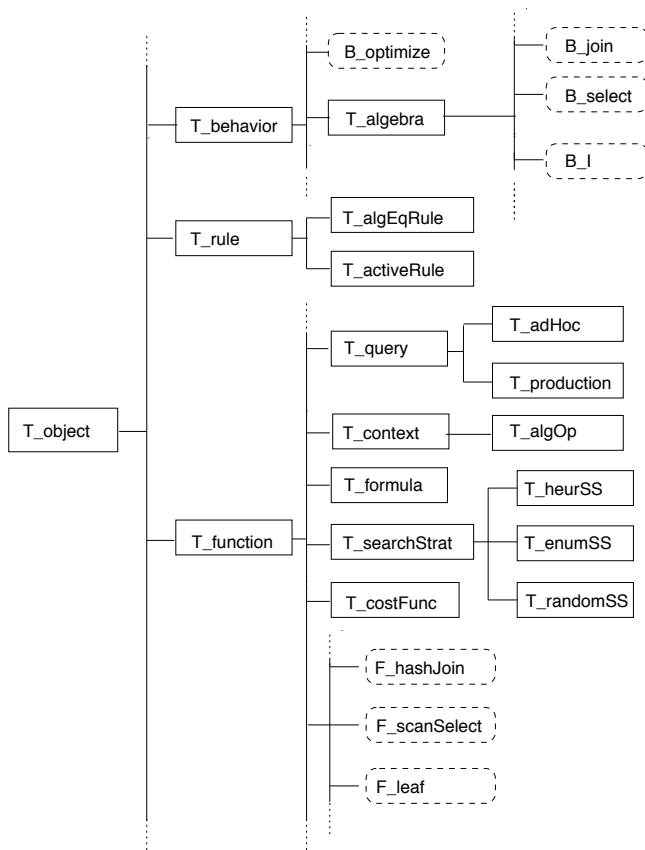 B_optimize
B_join
B_select
T_behavior
T_algebra
B_I
T_algEqRule
T_rule
T_activeRule
T_adHoc
T_query
T_production
T_object
T_context
T_algOp
T_formula
T_heurSS
T_function
T_searchStrat
T_enumSS
T_costFunc
T_randomSS
F_hashJoin
F_scanSelect
F_leaf